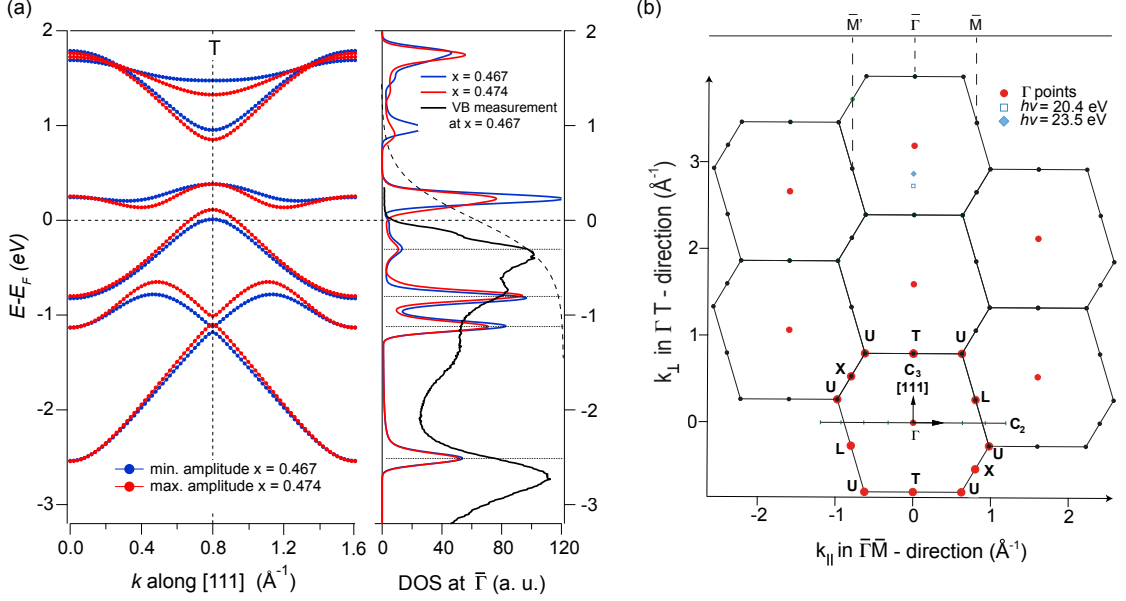 (a)
2
1
0
-1
-2
-3
E-E_F (eV)
T
min. amplitude x = 0.467
max. amplitude x = 0.474
0.0
0.4
0.8
1.2
1.6
k along [111] (Å⁻¹)
x = 0.467
x = 0.474
VB measurement
at x = 0.467
2
1
0
-1
-2
-3
0
40
80
120
DOS at Γ̅ (a. u.)
(b)
M̅'
Γ̅
M̅
Γ points
hν = 20.4 eV
hν = 23.5 eV
3
2
1
0
k⊥ in Γ T - direction (Å⁻¹)
U
T
U
X
C₃
[111]
U
L
Γ
C₂
L
U
X
U
T
U
-2
-1
0
1
2
k|| in Γ̅M̅ - direction (Å⁻¹)